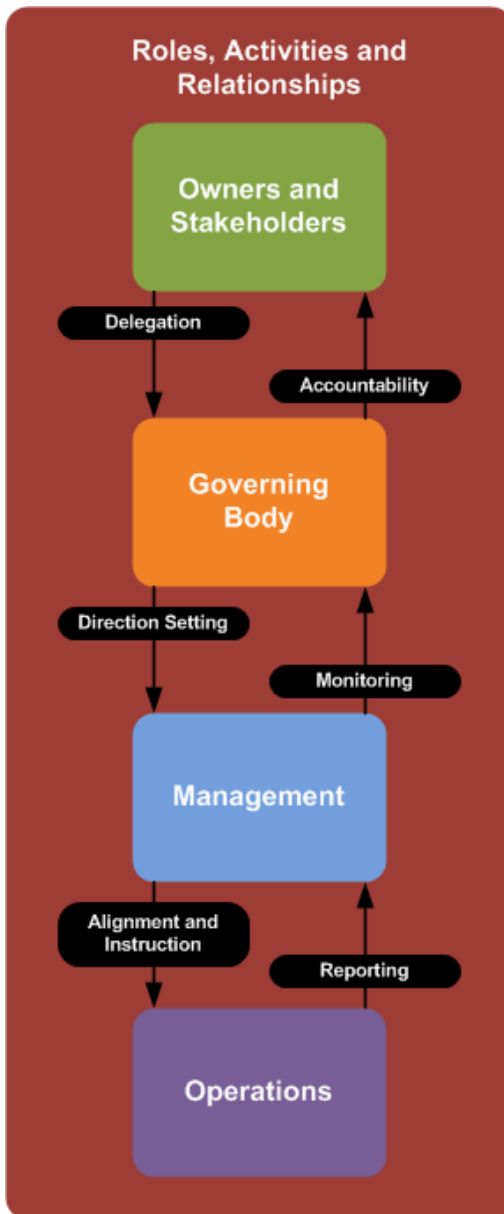 Roles, Activities and
Relationships
Owners and
Stakeholders
Delegation
Accountability
Governing
Body
Direction Setting
Monitoring
Management
Alignment and
Instruction
Reporting
Operations